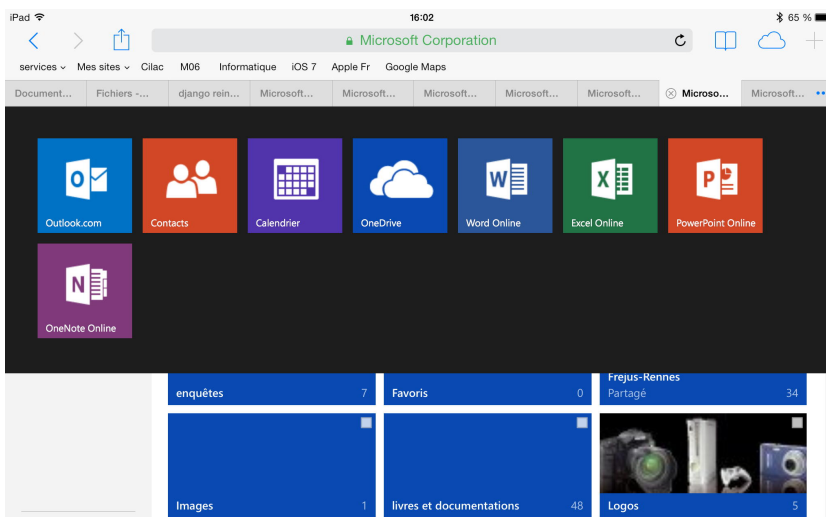 iPad 16:02 65 %
Microsoft Corporation
services Mes sites Cilac M06 Informatique iOS 7 Apple Fr Google Maps
Document... Fichiers -... django rein... Microsoft... Microsoft... Microsoft... Microsoft... Microsoft... Microso... Microsoft...
Outlook.com Contacts Calendrier OneDrive Word Online Excel Online PowerPoint Online
OneNote Online
Frejus-Rennes
enquêtes 7 Favoris 0 Partagé 34
Images 1 livres et documentations 48 Logos 5